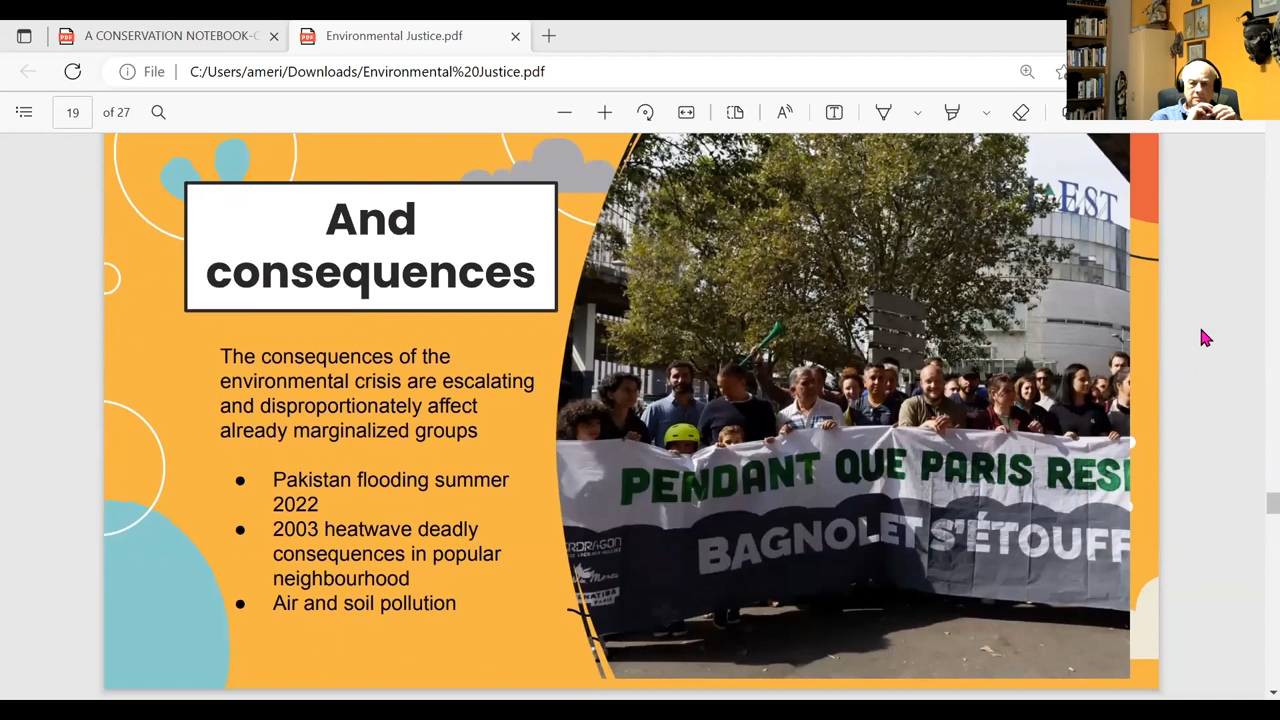 A CONSERVATION NOTEBOOK-C
Environmental Justice.pdf
File
C:/Users/ameri/Downloads/Environmental%20Justice.pdf
19
of 27
And
consequences
The consequences of the
environmental crisis are escalating
and disproportionately affect
already marginalized groups
● Pakistan flooding summer
2022
● 2003 heatwave deadly
consequences in popular
neighbourhood
● Air and soil pollution
EST
PENDANT QUE PARIS RES
BAGNOLET S'ÉTOUFF